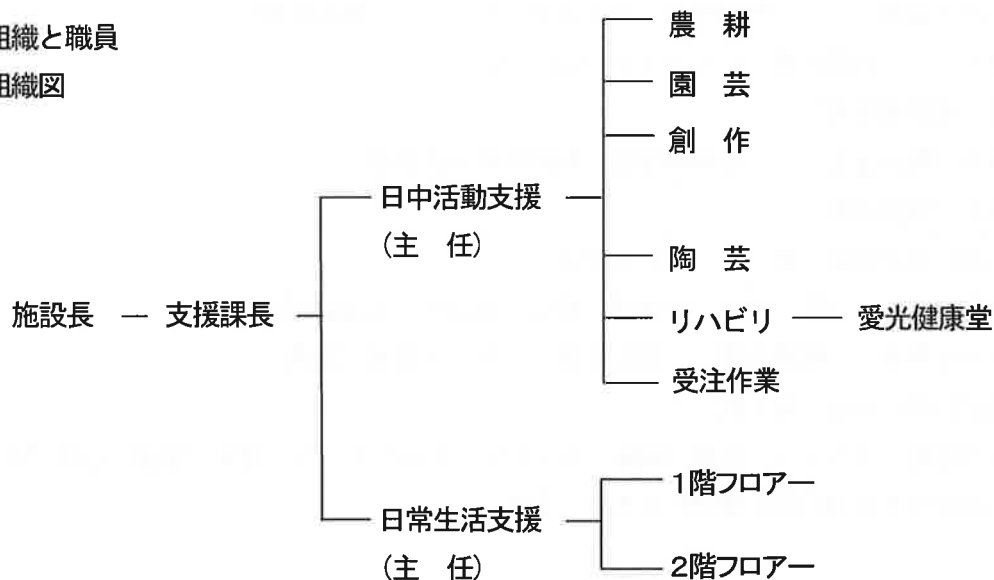 組織と職員
組織図
農　耕
園　芸
創　作
日中活動支援
(主　任)
陶　芸
施設長 — 支援課長
リハビリ — 愛光健康堂
受注作業
1階フロアー
日常生活支援
(主　任)
2階フロアー